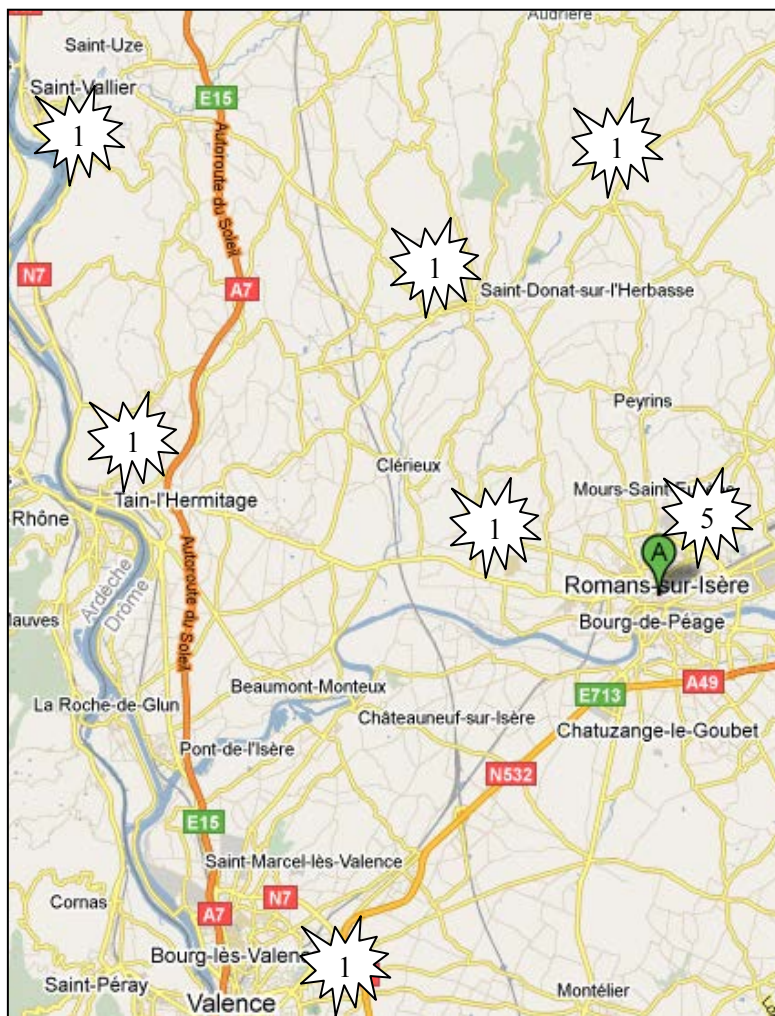 Audrière
Saint-Uze
Saint-Vallier
E15
1
1
Autoroute du Soleil
1
N7
A7
Saint-Donat-sur-l'Herbasse
Peyrins
1
Clérieux
Tain-l'Hermitage
Mours-Saint-
-Rhône
1
5
A
Ardèche
Drôme
Autoroute du Soleil
Romans-sur-Isère
Bourg-de-Péage
Mauves
Beaumont-Monteux
E713
A49
La Roche-de-Glun
Châteauneuf-sur-Isère
Chatuzange-le-Goubet
Pont-de-l'Isère
N532
E15
Saint-Marcel-lès-Valence
Cornas
N7
A7
Bourg-lès-Valen
1
Saint-Péray
Valence
Montélier